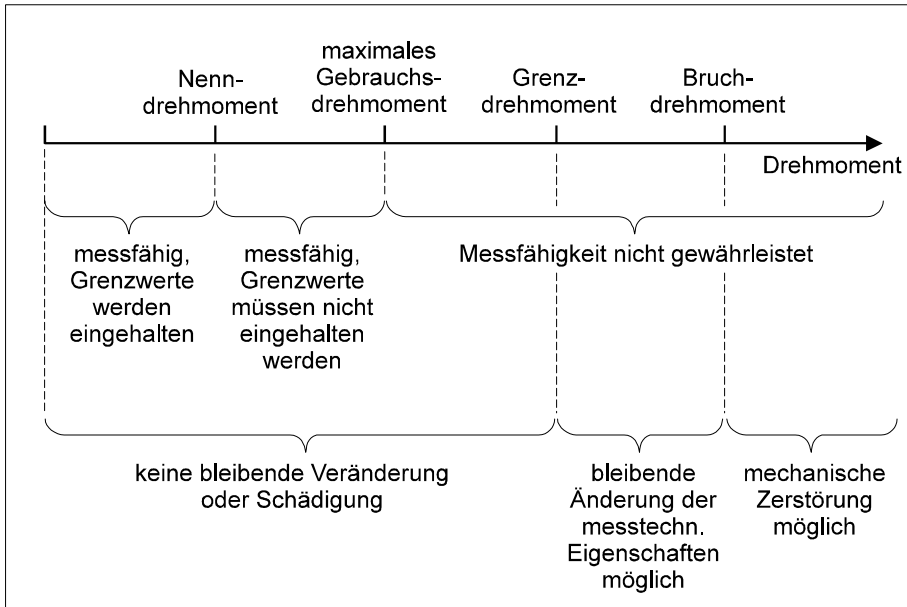 Nenn-
drehmoment
maximales
Gebrauchs-
drehmoment
Grenz-
drehmoment
Bruch-
drehmoment
Drehmoment
messfähig,
Grenzwerte
werden
eingehalten
messfähig,
Grenzwerte
müssen nicht
eingehalten
werden
Messfähigkeit nicht gewährleistet
keine bleibende Veränderung
oder Schädigung
bleibende
Änderung der
messtechn.
Eigenschaften
möglich
mechanische
Zerstörung
möglich